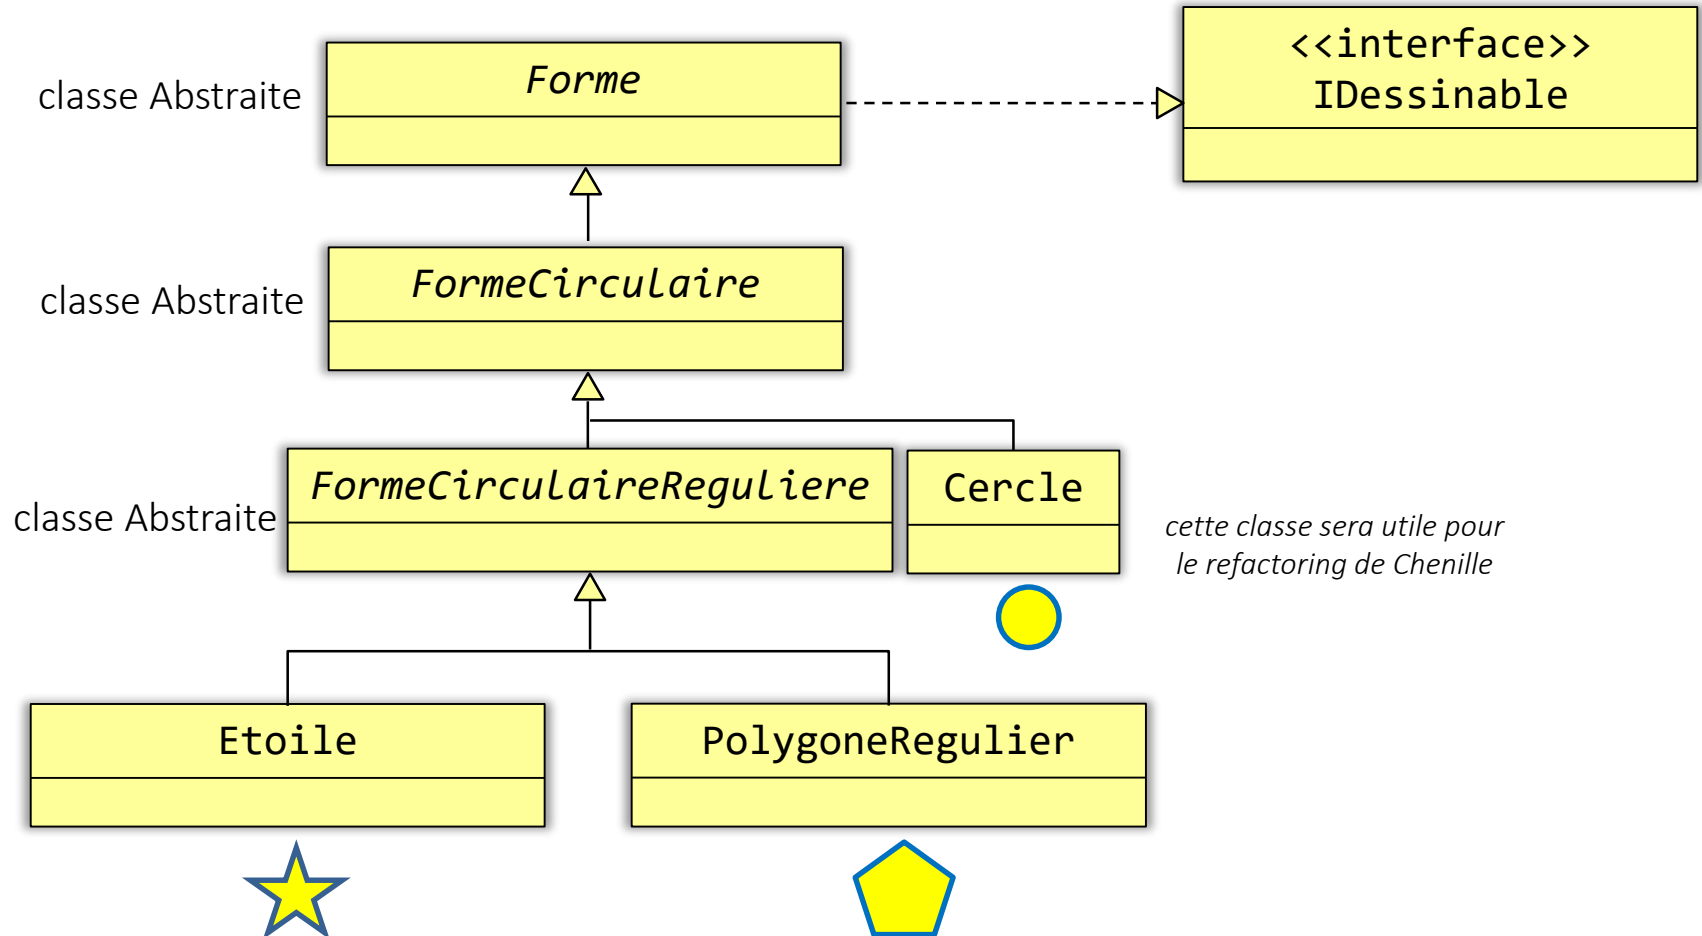 classe Abstraite
Forme
<<interface>>
IDessinable
classe Abstraite
FormeCirculaire
classe Abstraite
FormeCirculaireReguliere
Cercle
cette classe sera utile pour
le refactoring de Chenille
Etoile
PolygoneRegulier